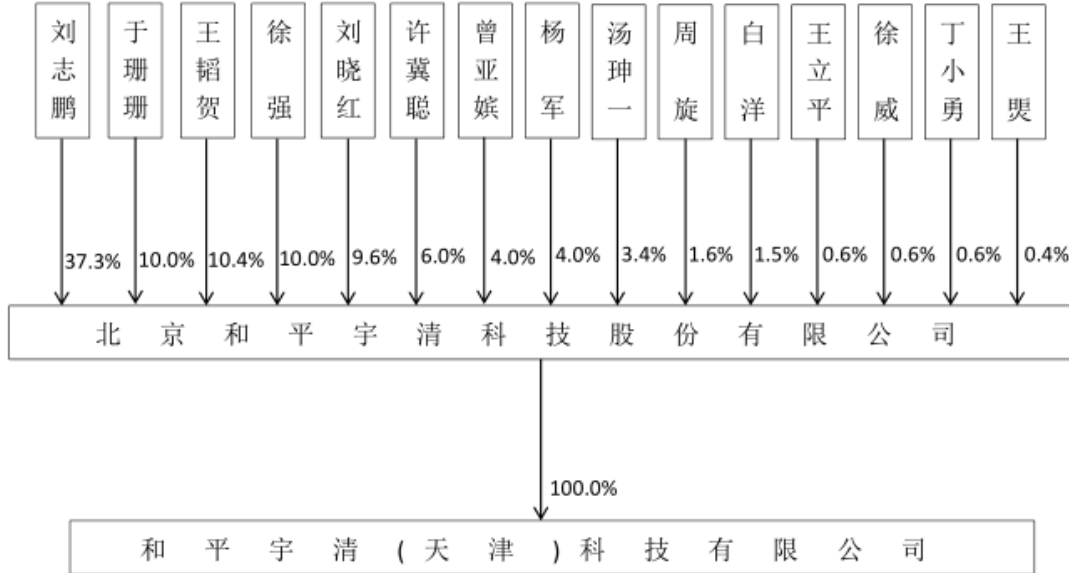 刘志鹏
于珊珊
王韬贺
徐强
刘晓红
许冀聪
曾亚嫔
杨军
汤珅一
周旋
白洋
王立平
徐威
丁小勇
王煛
37.3%
10.0%
10.4%
10.0%
9.6%
6.0%
4.0%
4.0%
3.4%
1.6%
1.5%
0.6%
0.6%
0.6%
0.4%
北京和平宇清科技股份有限公司
100.0%
和平宇清(天津)科技有限公司